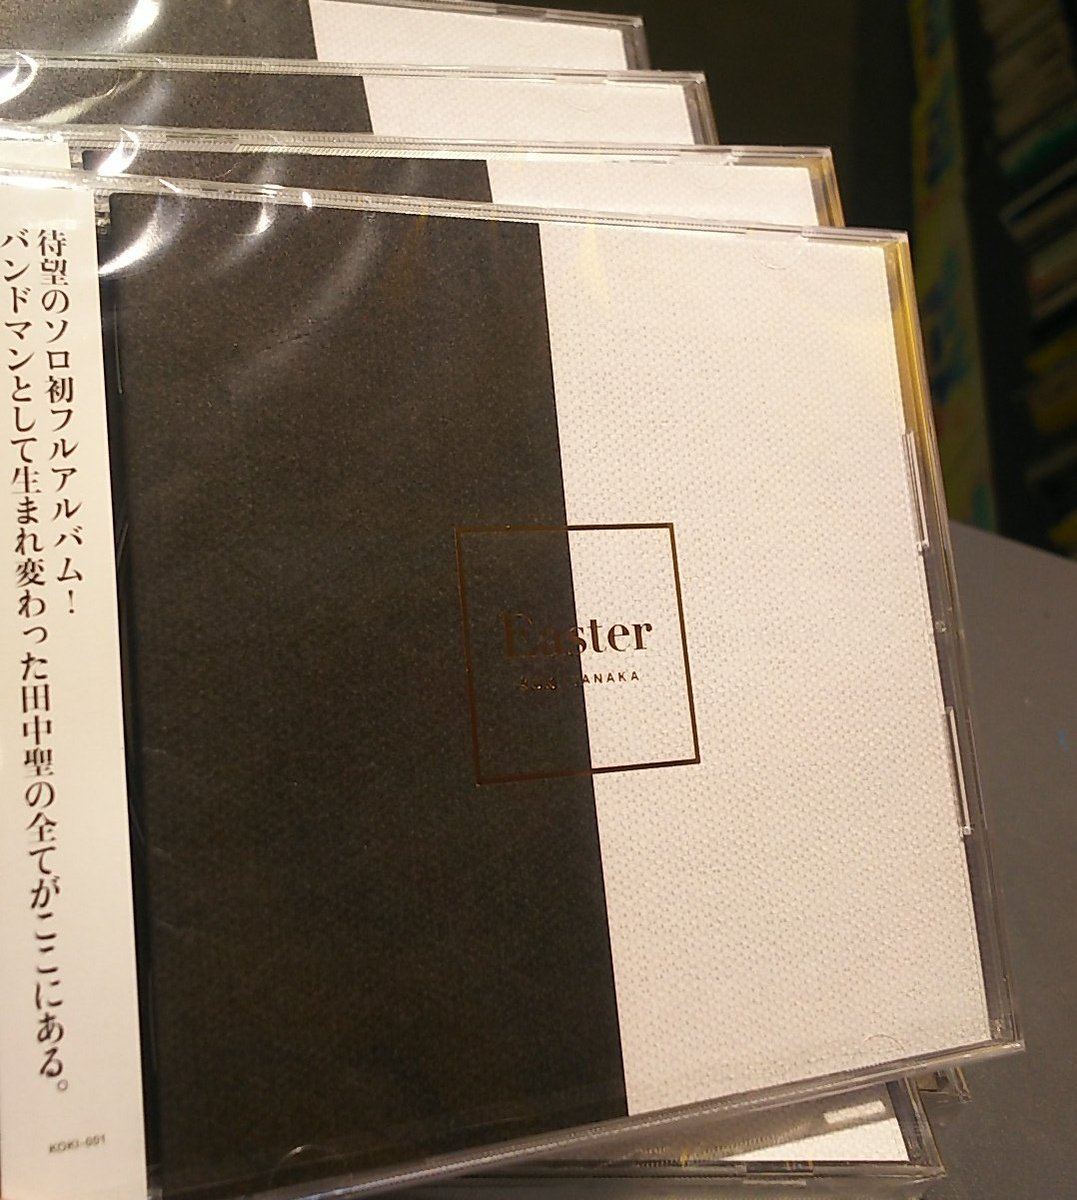 待望のソロ初フルアルバム！
バンドマンとして生まれ変わった田中聖の全てがここにある。
KOKI-001
Easter
KOKI TANAKA